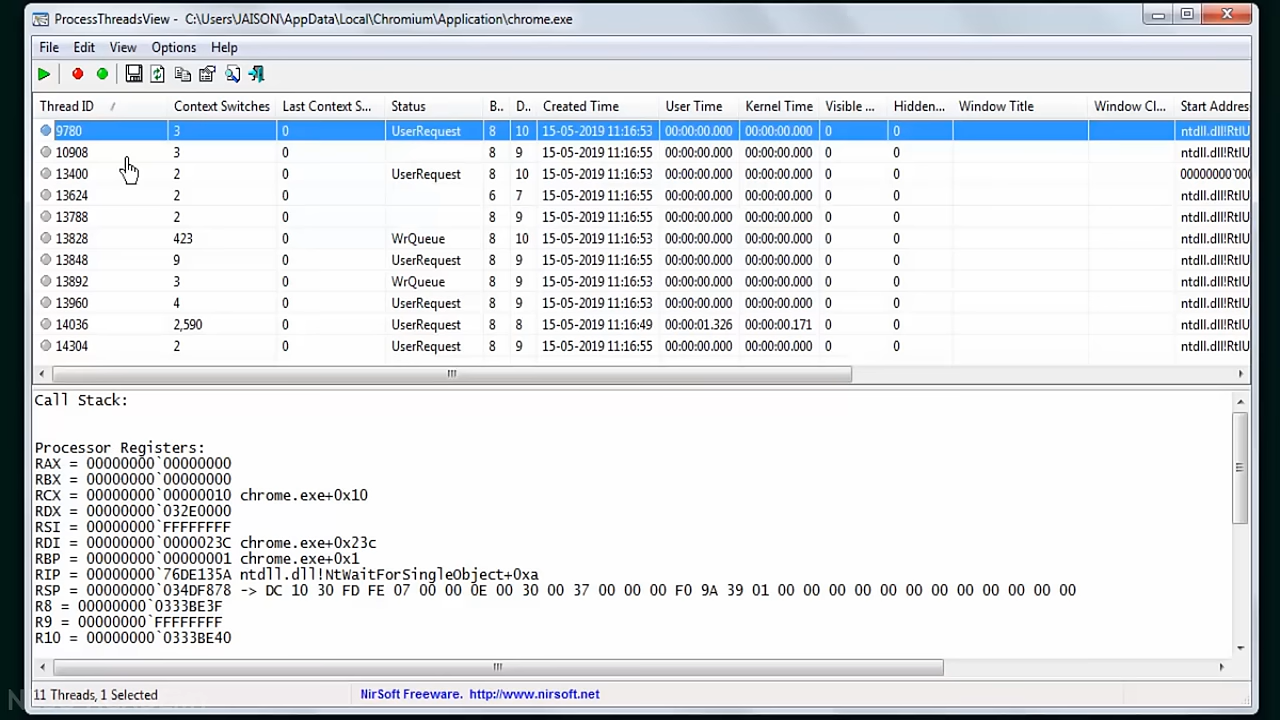 ProcessThreadsView - C:\Users\JAISON\AppData\Local\Chromium\Application\chrome.exe
File Edit View Options Help
Thread ID / Context Switches Last Context S... Status B.. D.. Created Time User Time Kernel Time Visible ... Hidden... Window Title Window Cl... Start Addres
9780 3 0 UserRequest 8 10 15-05-2019 11:16:53 00:00:00.000 00:00:00.000 0 0 ntdll.dll!RtlU
10908 3 0 8 9 15-05-2019 11:16:55 00:00:00.000 00:00:00.000 0 0 ntdll.dll!RtlU
13400 2 0 UserRequest 8 10 15-05-2019 11:16:55 00:00:00.000 00:00:00.000 0 0 00000000`000
13624 2 0 6 7 15-05-2019 11:16:55 00:00:00.000 00:00:00.000 0 0 ntdll.dll!RtlU
13788 2 0 8 9 15-05-2019 11:16:55 00:00:00.000 00:00:00.000 0 0 ntdll.dll!RtlU
13828 423 0 WrQueue 8 10 15-05-2019 11:16:53 00:00:00.000 00:00:00.000 0 0 ntdll.dll!RtlU
13848 9 0 UserRequest 8 9 15-05-2019 11:16:55 00:00:00.000 00:00:00.000 0 0 ntdll.dll!RtlU
13892 3 0 WrQueue 8 9 15-05-2019 11:16:53 00:00:00.000 00:00:00.000 0 0 ntdll.dll!RtlU
13960 4 0 UserRequest 8 9 15-05-2019 11:16:53 00:00:00.000 00:00:00.000 0 0 ntdll.dll!RtlU
14036 2,590 0 UserRequest 8 8 15-05-2019 11:16:49 00:00:01.326 00:00:00.171 0 0 ntdll.dll!RtlU
14304 2 0 UserRequest 8 9 15-05-2019 11:16:55 00:00:00.000 00:00:00.000 0 0 ntdll.dll!RtlU
Call Stack:
Processor Registers:
RAX = 00000000`00000000
RBX = 00000000`00000000
RCX = 00000000`00000010 chrome.exe+0x10
RDX = 00000000`032E0000
RSI = 00000000`FFFFFFFF
RDI = 00000000`0000023C chrome.exe+0x23c
RBP = 00000000`00000001 chrome.exe+0x1
RIP = 00000000`76DE135A ntdll.dll!NtWaitForSingleObject+0xa
RSP = 00000000`034DF878 -> DC 10 30 FD FE 07 00 00 0E 00 30 00 37 00 00 00 F0 9A 39 01 00 00 00 00 00 00 00 00 00 00 00 00
R8 = 00000000`0333BE3F
R9 = 00000000`FFFFFFFF
R10 = 00000000`0333BE40
11 Threads, 1 Selected NirSoft Freeware. http://www.nirsoft.net